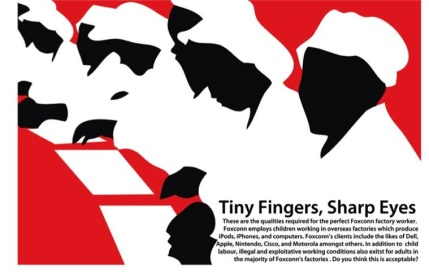 Tiny Fingers, Sharp Eyes
These are the qualities required for the perfect Foxconn factory worker.
Foxconn employs children working in overseas factories which produce
iPods, iPhones, and computers. Foxconn's clients include the likes of Dell,
Apple, Nintendo, Cisco, and Motorola amongst others. In addition to child
labour, illegal and exploitative working conditions also exitst for adults in
the majority of Foxconn's factories . Do you think this is acceptable?